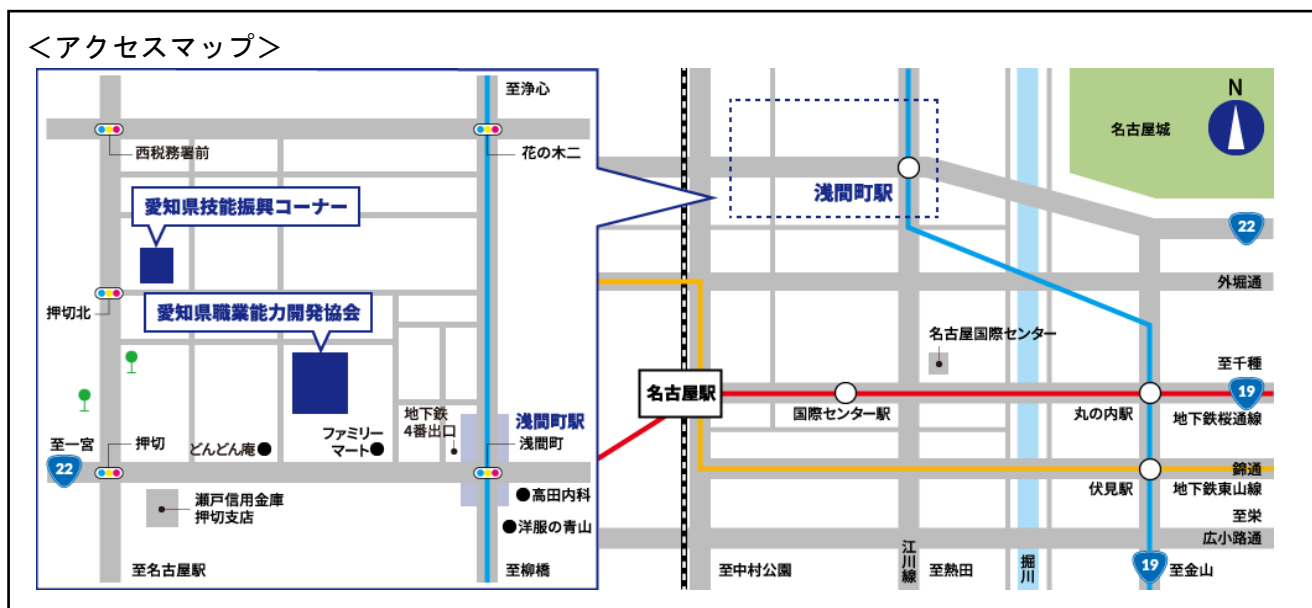 ＜アクセスマップ＞
至浄心
西税務署前
花の木二
愛知県技能振興コーナー
押切北
愛知県職業能力開発協会
地下鉄
4番出口
浅間町駅
浅間町
至一宮
22
押切
どんどん庵
ファミリー
マート
瀬戸信用金庫
押切支店
高田内科
洋服の青山
至名古屋駅
至柳橋
N
名古屋城
浅間町駅
22
外堀通
名古屋国際センター
至千種
名古屋駅
19
国際センター駅
丸の内駅
地下鉄桜通線
錦通
伏見駅
地下鉄東山線
至栄
広小路通
至中村公園
江川線
至熱田
堀川
19
至金山